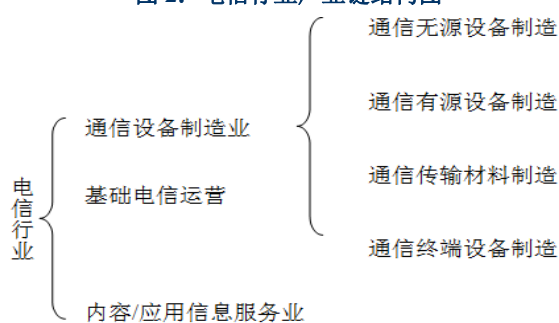 通信无源设备制造
通信有源设备制造
通信设备制造业
通信传输材料制造
基础电信运营
电信行业
通信终端设备制造
内容/应用信息服务业